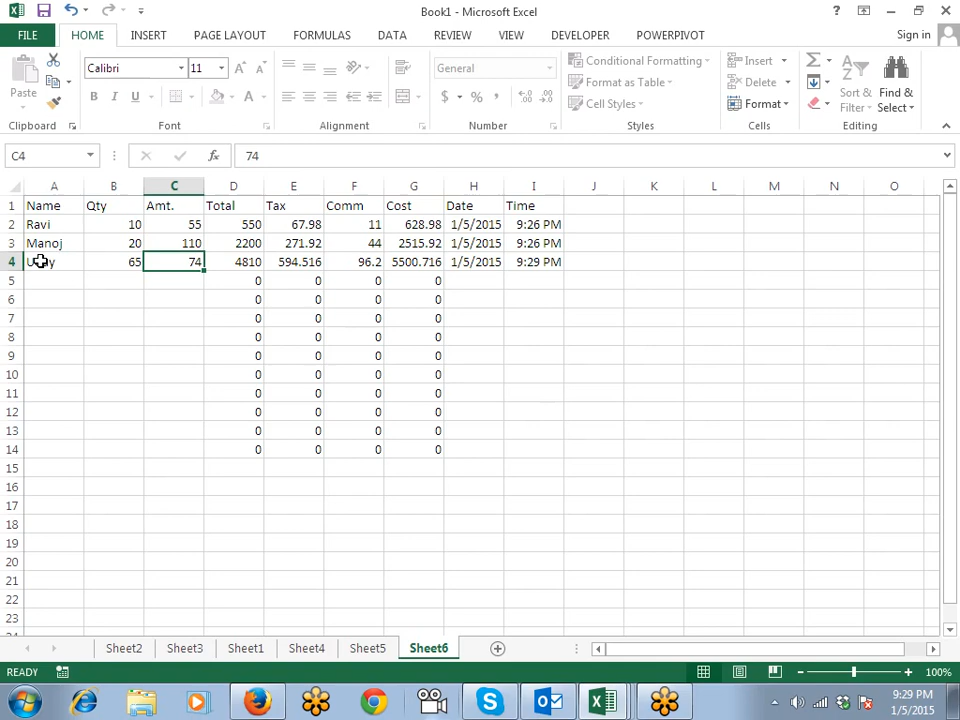 Book1 - Microsoft Excel
?
FILE HOME INSERT PAGE LAYOUT FORMULAS DATA REVIEW VIEW DEVELOPER POWERPIVOT Sign in
Paste Calibri 11 General Conditional Formatting Insert Sort & Filter Find & Select
B I U A $ % , Format as Table Delete
Cell Styles Format
Clipboard Font Alignment Number Styles Cells Editing
C4 fx 74
A B C D E F G H I J K L M N O
1 Name Qty Amt. Total Tax Comm Cost Date Time
2 Ravi 10 55 550 67.98 11 628.98 1/5/2015 9:26 PM
3 Manoj 20 110 2200 271.92 44 2515.92 1/5/2015 9:26 PM
4 65 74 4810 594.516 96.2 5500.716 1/5/2015 9:29 PM
5 0 0 0 0
6 0 0 0 0
7 0 0 0 0
8 0 0 0 0
9 0 0 0 0
10 0 0 0 0
11 0 0 0 0
12 0 0 0 0
13 0 0 0 0
14 0 0 0 0
15
16
17
18
19
20
21
22
23
Sheet2 Sheet3 Sheet1 Sheet4 Sheet5 Sheet6
READY 100%
9:29 PM
1/5/2015